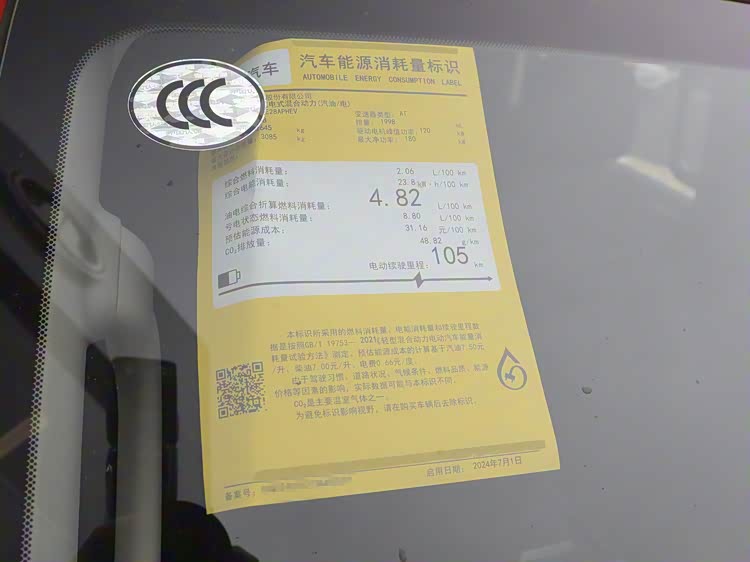 CCC
汽车
汽车能源消耗量标识
AUTOMOBILE ENERGY CONSUMPTION LABEL
股份有限公司
电式混合动力(汽油/电)
28APHEV
变速器类型: AT
排量: 1998 mL
645 kg
驱动电机峰值功率: 120 kW
3095 kg
最大净功率: 180 kW
综合燃料消耗量: 2.06 L/100 km
综合电能消耗量: 23.8 kW·h/100 km
油电综合折算燃料消耗量: 4.82 L/100 km
亏电状态燃料消耗量: 8.80 L/100 km
预估能源成本: 31.16 元/100 km
CO₂排放量: 48.82 g/km
电动续驶里程: 105 km
本标识所采用的燃料消耗量、电能消耗量和续驶里程数
据是按照GB/T 19753—2021《轻型混合动力电动汽车能量消
耗量试验方法》测定, 预估能源成本的计算基于汽油7.50元
/升, 柴油7.00元/升, 电费0.66元/度。
由于驾驶习惯、道路状况、气候条件、燃料品质、能源
价格等因素的影响, 实际数据可能与本标识不同。
CO₂是主要温室气体之一。
为避免标识影响视野, 请在购买车辆后去除标识。
备案号:
启用日期: 2024年7月1日